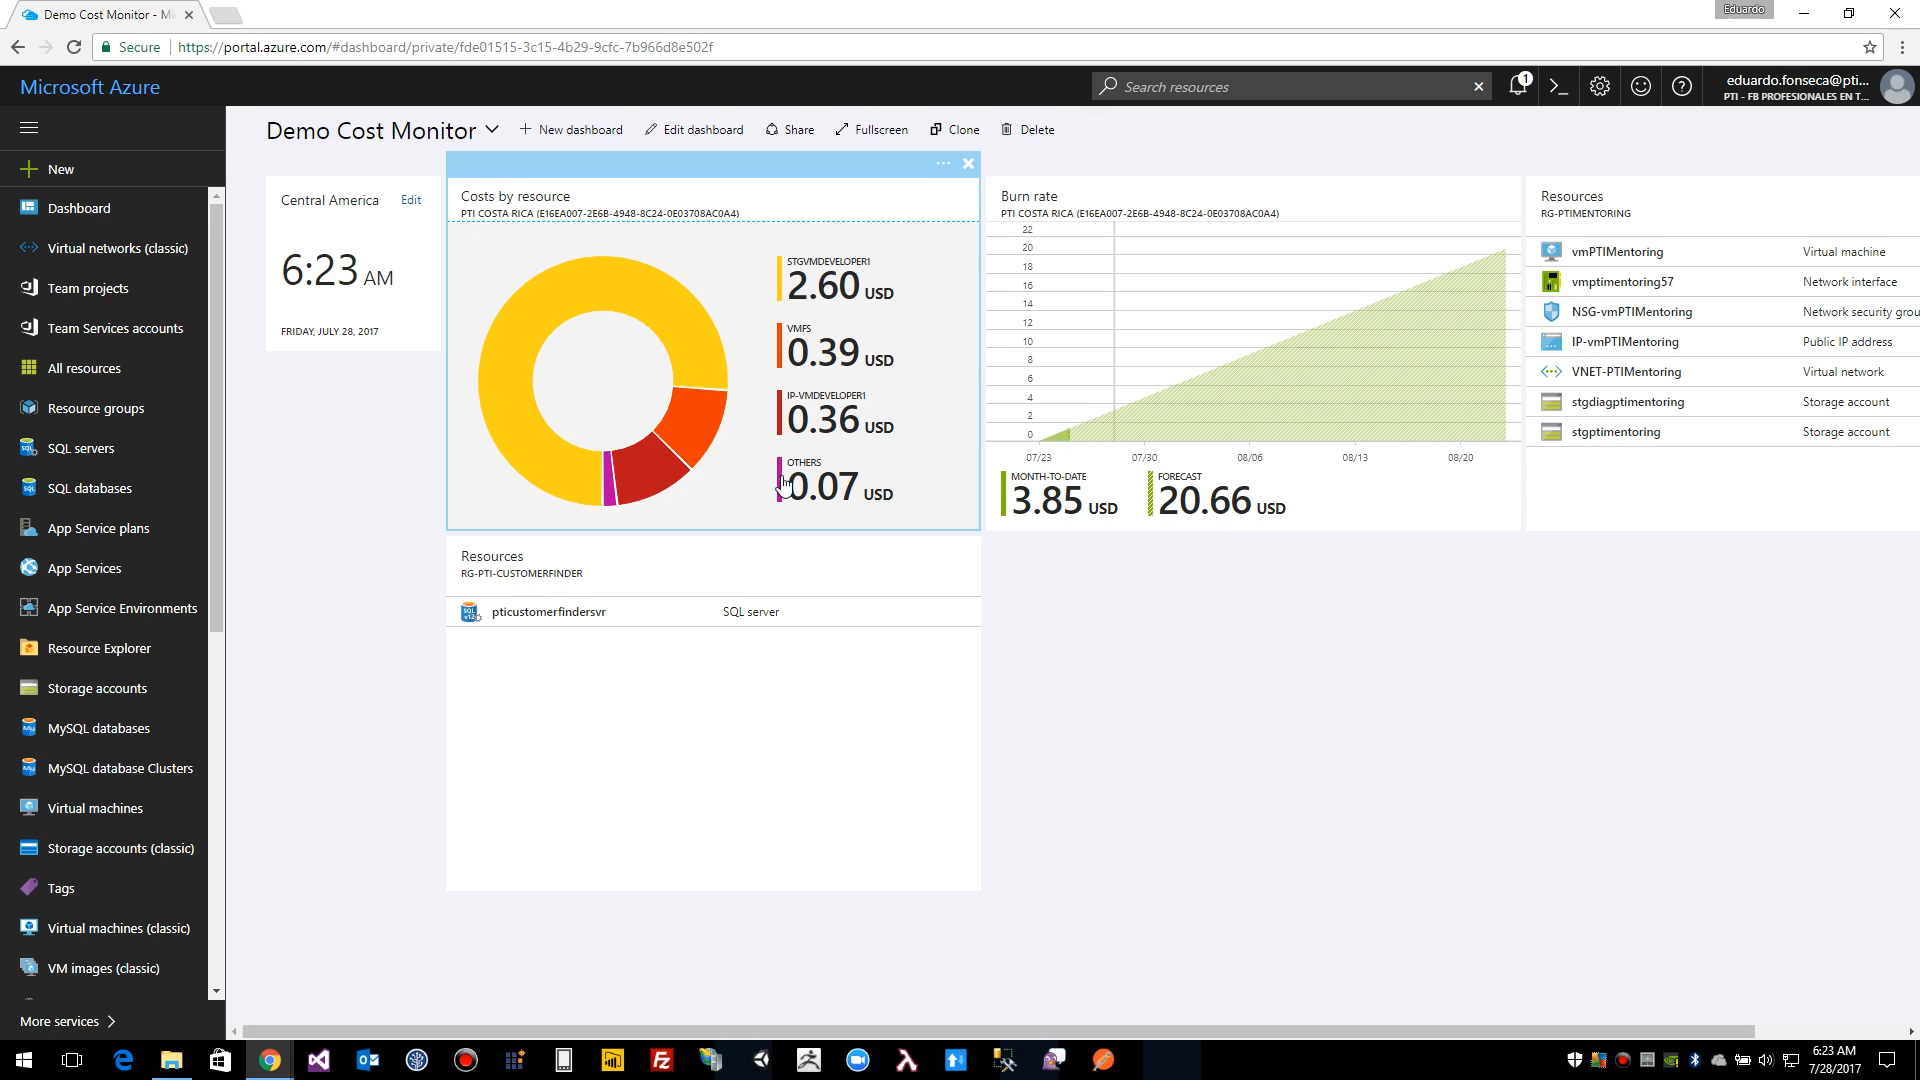 Demo Cost Monitor - Mi
Eduardo
Secure
https://portal.azure.com/#dashboard/private/fde01515-3c15-4b29-9cfc-7b966d8e502f
Microsoft Azure
Search resources
1
eduardo.fonseca@pti...
PTI - FB PROFESIONALES EN T...
Demo Cost Monitor
New dashboard
Edit dashboard
Share
Fullscreen
Clone
Delete
New
Dashboard
Virtual networks (classic)
Team projects
Team Services accounts
All resources
Resource groups
SQL servers
SQL databases
App Service plans
App Services
App Service Environments
Resource Explorer
Storage accounts
MySQL databases
MySQL database Clusters
Virtual machines
Storage accounts (classic)
Tags
Virtual machines (classic)
VM images (classic)
More services
Central America
Edit
6:23 AM
FRIDAY, JULY 28, 2017
Costs by resource
PTI COSTA RICA (E16EA007-2E6B-4948-8C24-0E03708AC0A4)
STGVMDEVELOPER1
2.60 USD
VMFS
0.39 USD
IP-VMDEVELOPER1
0.36 USD
OTHERS
0.07 USD
Burn rate
PTI COSTA RICA (E16EA007-2E6B-4948-8C24-0E03708AC0A4)
22
20
18
16
14
12
10
8
6
4
2
0
07/23
07/30
08/06
08/13
08/20
MONTH-TO-DATE
3.85 USD
FORECAST
20.66 USD
Resources
RG-PTIMENTORING
vmPTIMentoring
Virtual machine
vmptimentoring57
Network interface
NSG-vmPTIMentoring
Network security grou
IP-vmPTIMentoring
Public IP address
VNET-PTIMentoring
Virtual network
stgdiagptimentoring
Storage account
stgptimentoring
Storage account
Resources
RG-PTI-CUSTOMERFINDER
pticustomerfindersvr
SQL server
6:23 AM
7/28/2017